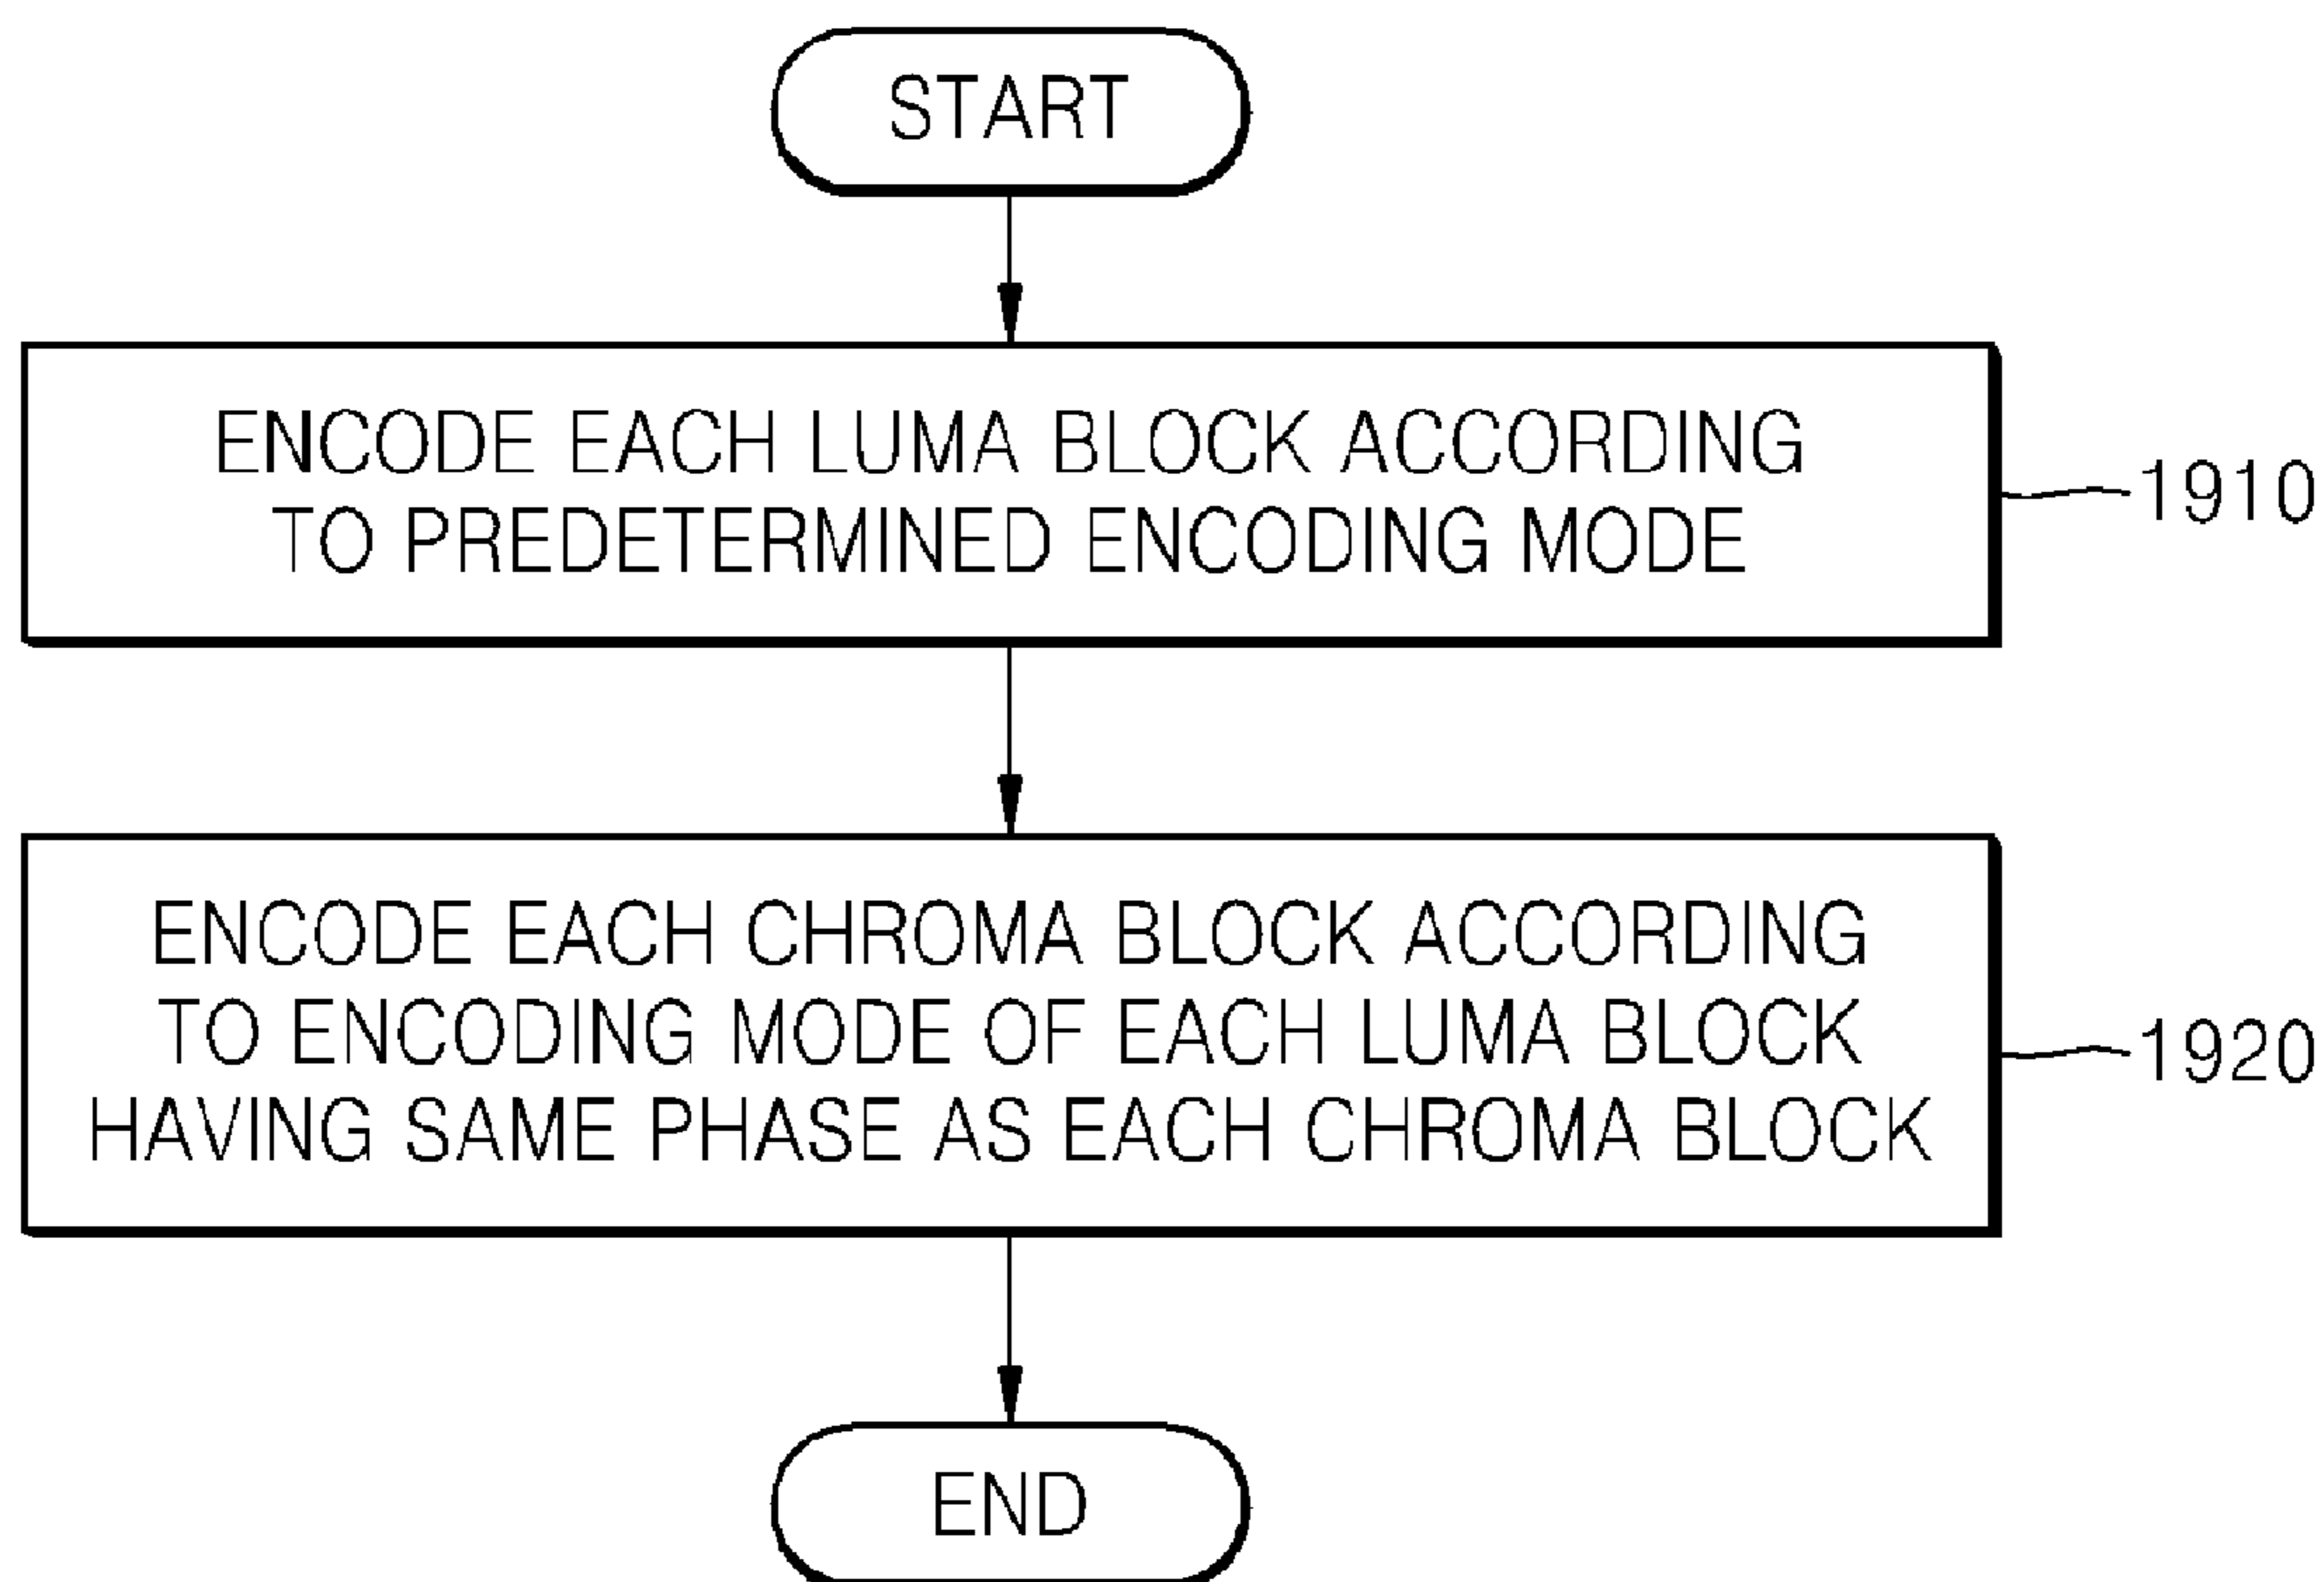 START
ENCODE EACH LUMA BLOCK ACCORDING
TO PREDETERMINED ENCODING MODE
1910
ENCODE EACH CHROMA BLOCK ACCORDING
TO ENCODING MODE OF EACH LUMA BLOCK
HAVING SAME PHASE AS EACH CHROMA BLOCK
1920
END